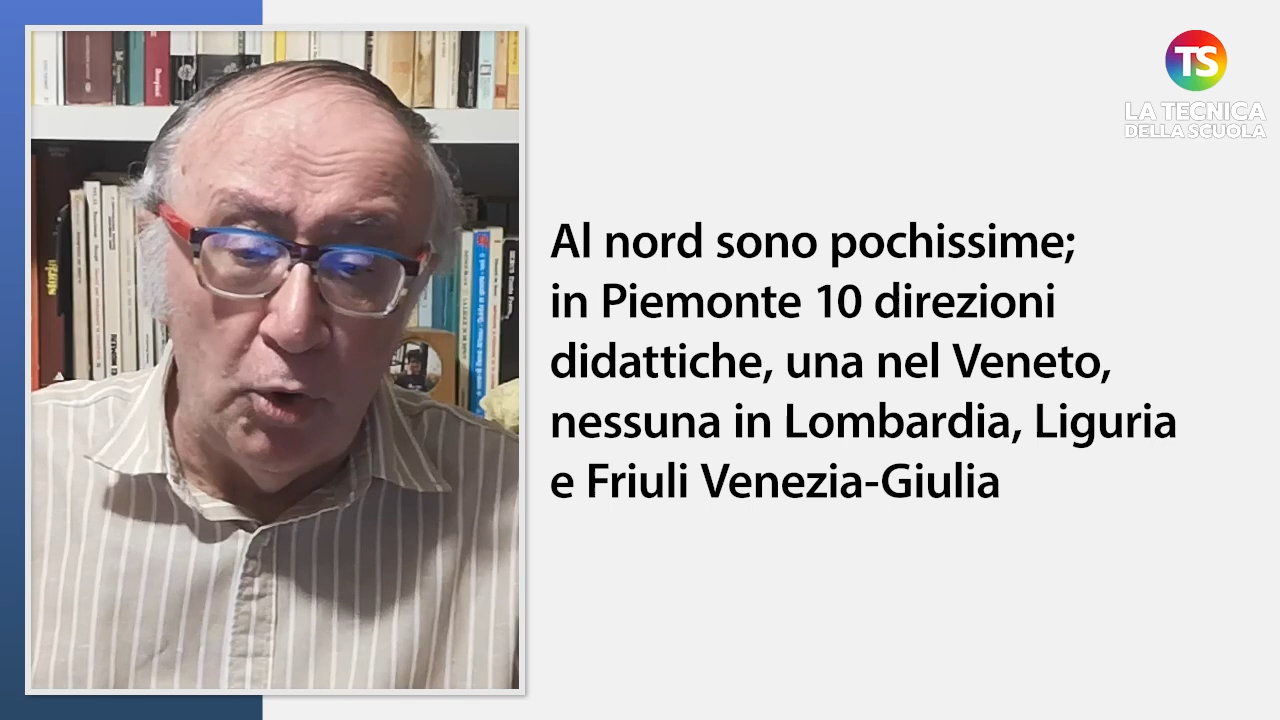 TS
LA TECNICA
DELLA SCUOLA
Al nord sono pochissime;
in Piemonte 10 direzioni
didattiche, una nel Veneto,
nessuna in Lombardia, Liguria
e Friuli Venezia-Giulia